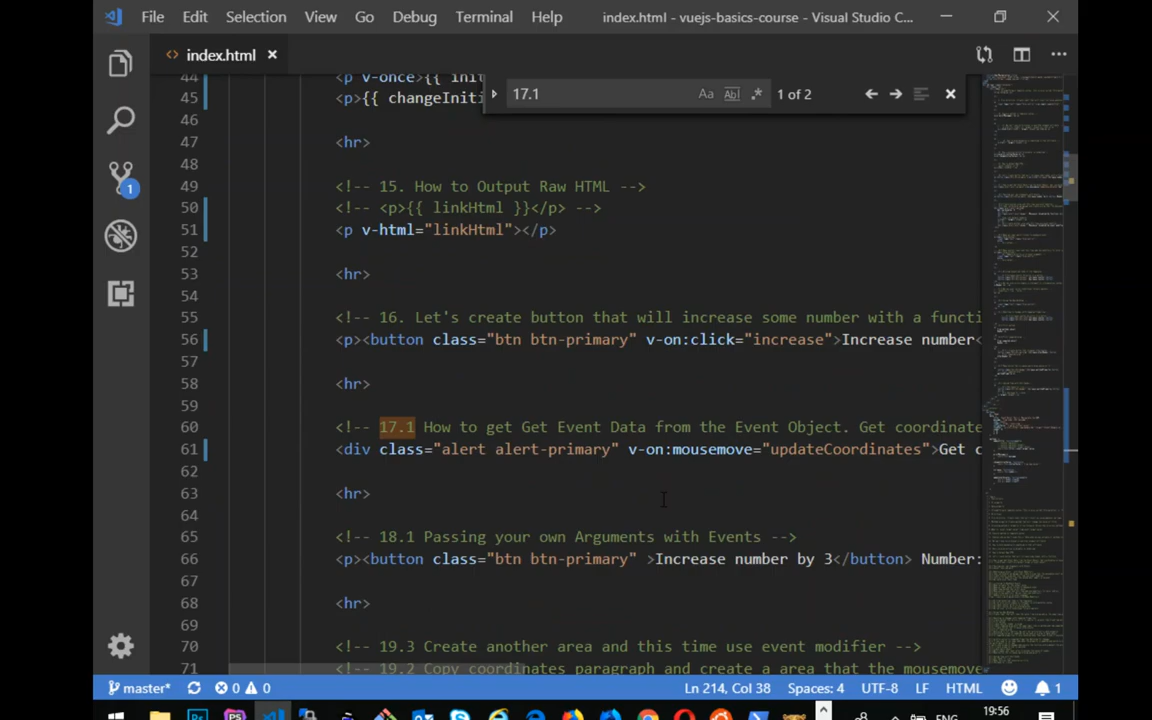 File Edit Selection View Go Debug Terminal Help index.html - vuejs-basics-course - Visual Studio C...
index.html
17.1 Aa Abl .* 1 of 2
44 <p v-once>{{ init
45 <p>{{ changeIniti
46
47 <hr>
48
49 <!-- 15. How to Output Raw HTML -->
50 <!-- <p>{{ linkHtml }}</p> -->
51 <p v-html="linkHtml"></p>
52
53 <hr>
54
55 <!-- 16. Let's create button that will increase some number with a functi
56 <p><button class="btn btn-primary" v-on:click="increase">Increase number<
57
58 <hr>
59
60 <!-- 17.1 How to get Get Event Data from the Event Object. Get coordinate
61 <div class="alert alert-primary" v-on:mousemove="updateCoordinates">Get c
62
63 <hr>
64
65 <!-- 18.1 Passing your own Arguments with Events -->
66 <p><button class="btn btn-primary" >Increase number by 3</button> Number:
67
68 <hr>
69
70 <!-- 19.3 Create another area and this time use event modifier -->
71 <!-- 19.2 Copy coordinates paragraph and create a area that the mousemove
1
master* 0 0 Ln 214, Col 38 Spaces: 4 UTF-8 LF HTML 1
ENG 19:56